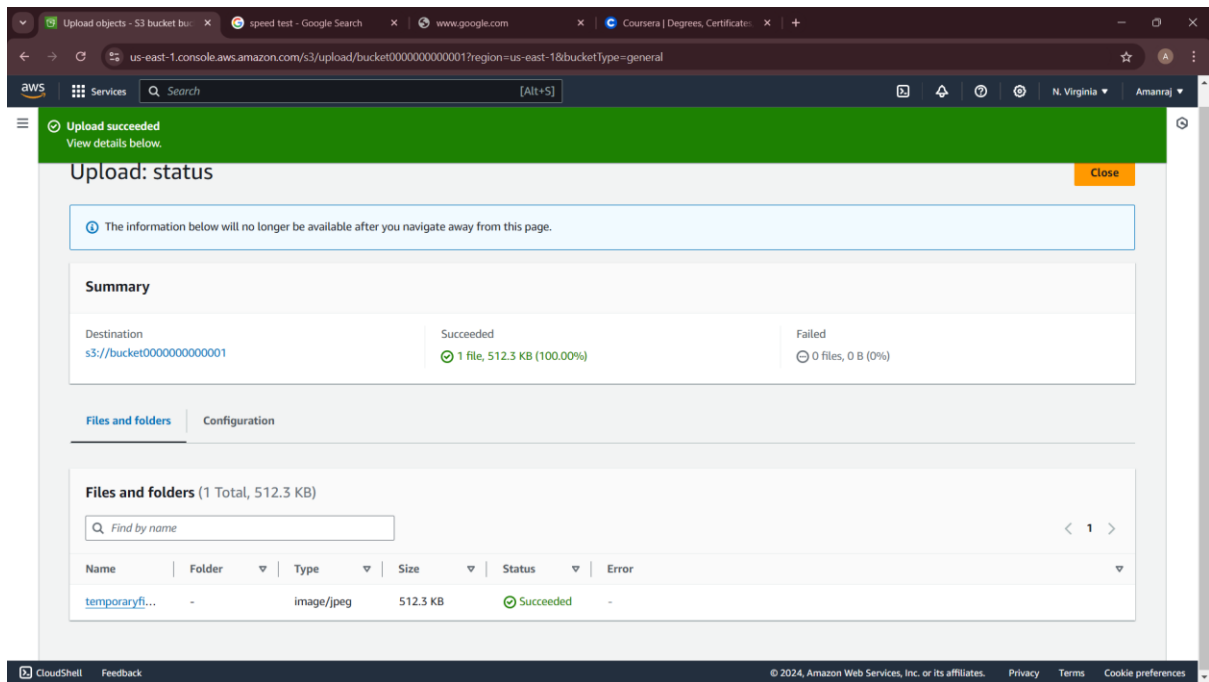 Upload objects - S3 bucket buc
speed test - Google Search
www.google.com
Coursera | Degrees, Certificates
us-east-1.console.aws.amazon.com/s3/upload/bucket0000000000001?region=us-east-1&bucketType=general
A
aws
Services
Search
[Alt+S]
N. Virginia
Amanraj
Upload succeeded
View details below.
Upload: status
Close
The information below will no longer be available after you navigate away from this page.
Summary
Destination
Succeeded
Failed
s3://bucket0000000000001
1 file, 512.3 KB (100.00%)
0 files, 0 B (0%)
Files and folders
Configuration
Files and folders (1 Total, 512.3 KB)
Find by name
1
Name
Folder
Type
Size
Status
Error
temporaryfi...
-
image/jpeg
512.3 KB
Succeeded
-
CloudShell
Feedback
© 2024, Amazon Web Services, Inc. or its affiliates.
Privacy
Terms
Cookie preferences